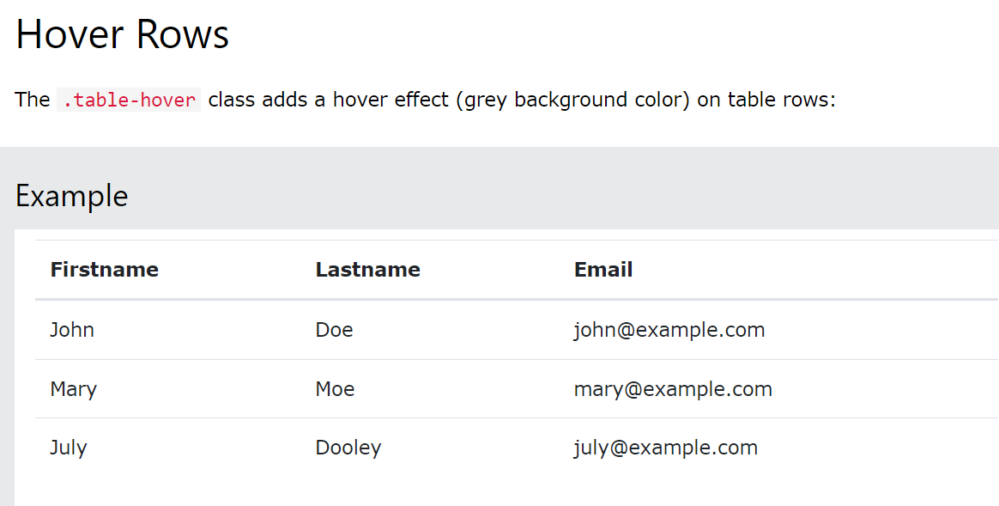 Hover Rows
The .table-hover class adds a hover effect (grey background color) on table rows:
Example
Firstname Lastname Email
John Doe john@example.com
Mary Moe mary@example.com
July Dooley july@example.com